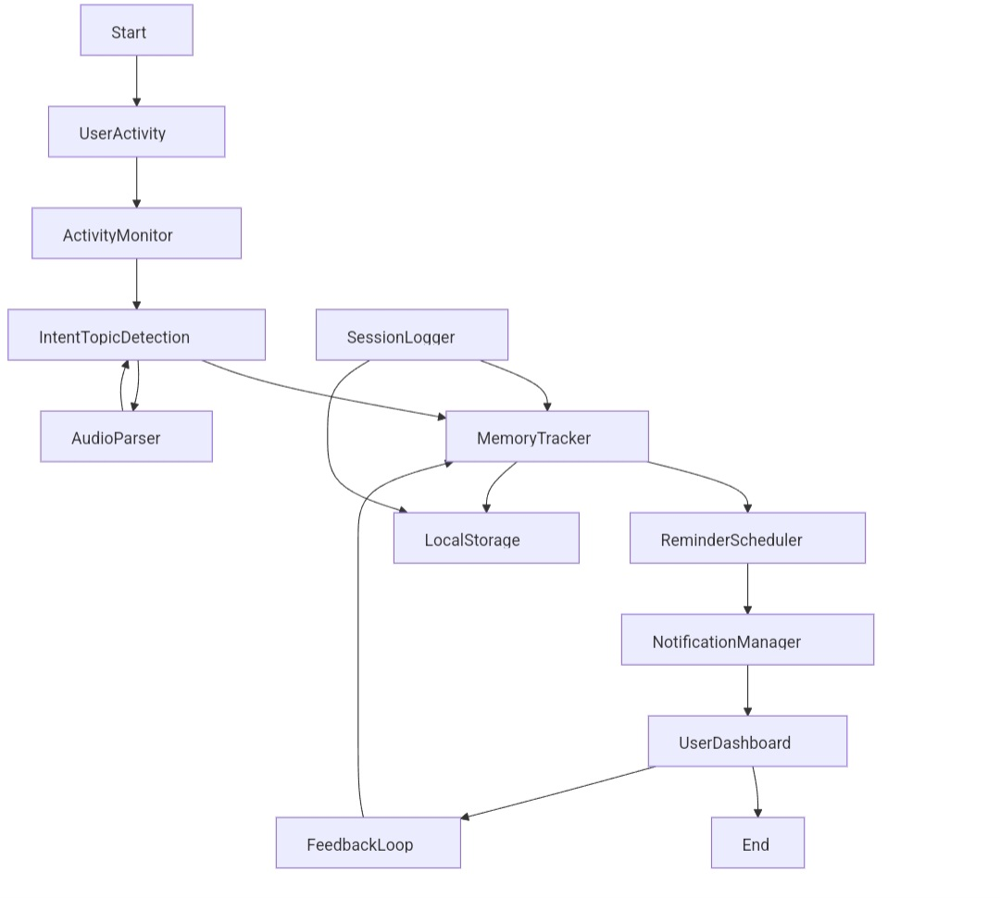 Start
UserActivity
ActivityMonitor
IntentTopicDetection
SessionLogger
AudioParser
MemoryTracker
LocalStorage
ReminderScheduler
NotificationManager
UserDashboard
FeedbackLoop
End